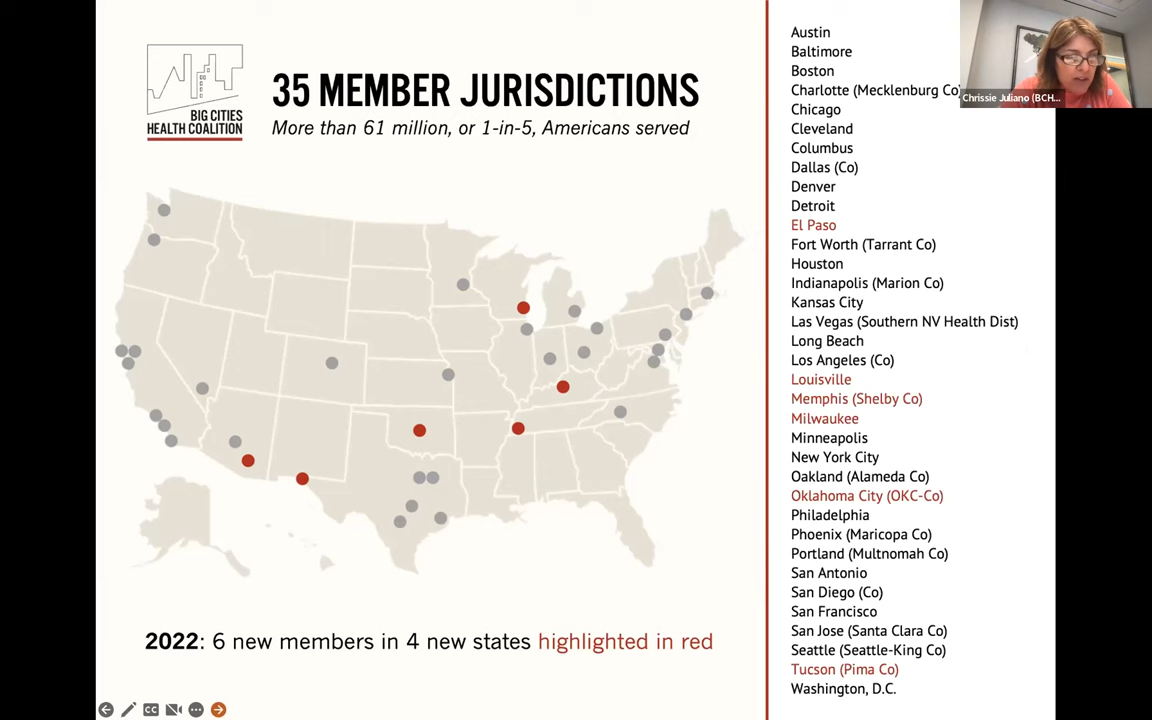 BIG CITIES
HEALTH COALITION
35 MEMBER JURISDICTIONS
More than 61 million, or 1-in-5, Americans served
2022: 6 new members in 4 new states highlighted in red
Austin
Baltimore
Boston
Charlotte (Mecklenburg Co)
Chicago
Cleveland
Columbus
Dallas (Co)
Denver
Detroit
El Paso
Fort Worth (Tarrant Co)
Houston
Indianapolis (Marion Co)
Kansas City
Las Vegas (Southern NV Health Dist)
Long Beach
Los Angeles (Co)
Louisville
Memphis (Shelby Co)
Milwaukee
Minneapolis
New York City
Oakland (Alameda Co)
Oklahoma City (OKC-Co)
Philadelphia
Phoenix (Maricopa Co)
Portland (Multnomah Co)
San Antonio
San Diego (Co)
San Francisco
San Jose (Santa Clara Co)
Seattle (Seattle-King Co)
Tucson (Pima Co)
Washington, D.C.
Chrissie Juliano (BCH...
CC